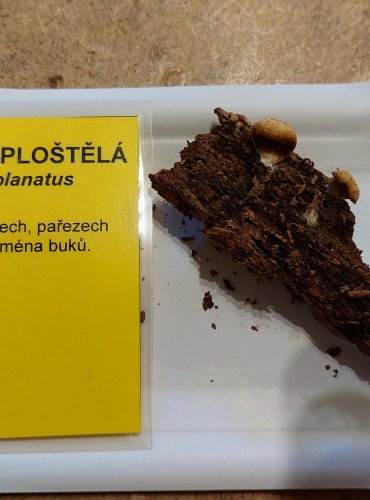 PLOŠTĚLÁ
planatus
ech, pařezech
ména buků.